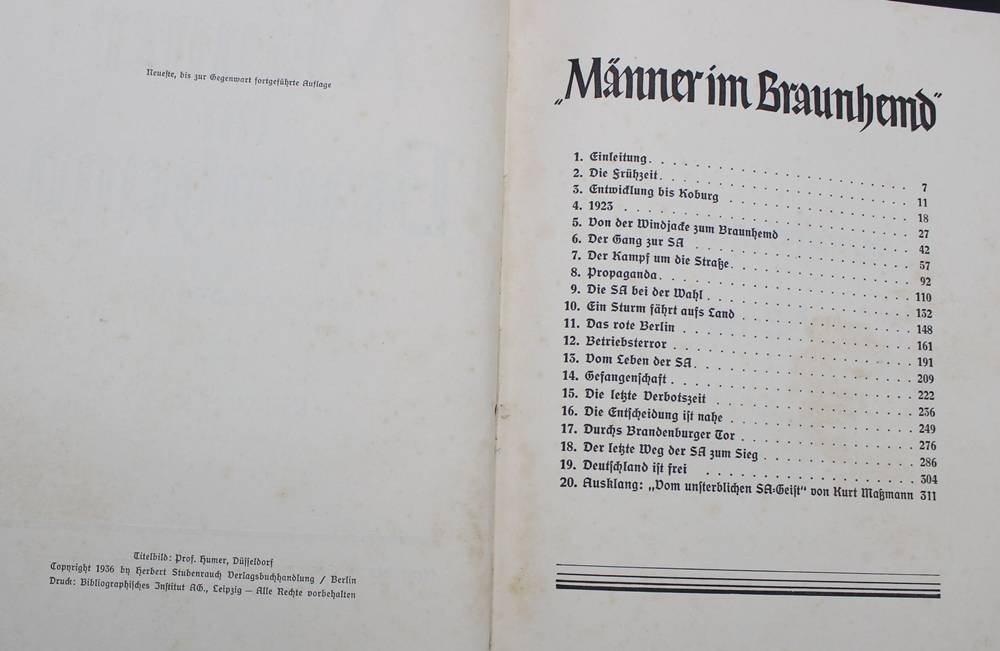 Neueste, bis zur Gegenwart fortgeführte Auflage
Titelbild: Prof. Humer, Düsseldorf
Copyright 1936 by Herbert Stubenrauch Verlagsbuchhandlung / Berlin
Druck: Bibliographisches Institut AG., Leipzig — Alle Rechte vorbehalten
„Männer im Braunhemd“
1. Einleitung . . . . . . . . . . . . . . . . 7
2. Die Frühzeit . . . . . . . . . . . . . . . . 11
3. Entwicklung bis Koburg . . . . . . . . . . . . 18
4. 1923 . . . . . . . . . . . . . . . . . . 27
5. Von der Windjacke zum Braunhemd . . . . . . . . 42
6. Der Gang zur SA . . . . . . . . . . . . . . 57
7. Der Kampf um die Straße . . . . . . . . . . . 92
8. Propaganda . . . . . . . . . . . . . . . . 110
9. Die SA bei der Wahl . . . . . . . . . . . . . 132
10. Ein Sturm fährt aufs Land . . . . . . . . . . . 148
11. Das rote Berlin . . . . . . . . . . . . . . 161
12. Betriebsterror . . . . . . . . . . . . . . . 191
13. Vom Leben der SA . . . . . . . . . . . . . . 209
14. Gefangenschaft . . . . . . . . . . . . . . . 222
15. Die letzte Verbotszeit . . . . . . . . . . . . 236
16. Die Entscheidung ist nahe . . . . . . . . . . . 249
17. Durchs Brandenburger Tor . . . . . . . . . . . 276
18. Der letzte Weg der SA zum Sieg . . . . . . . . . 286
19. Deutschland ist frei . . . . . . . . . . . . . 304
20. Ausklang: „Vom unsterblichen SA-Geist“ von Kurt Maßmann 311